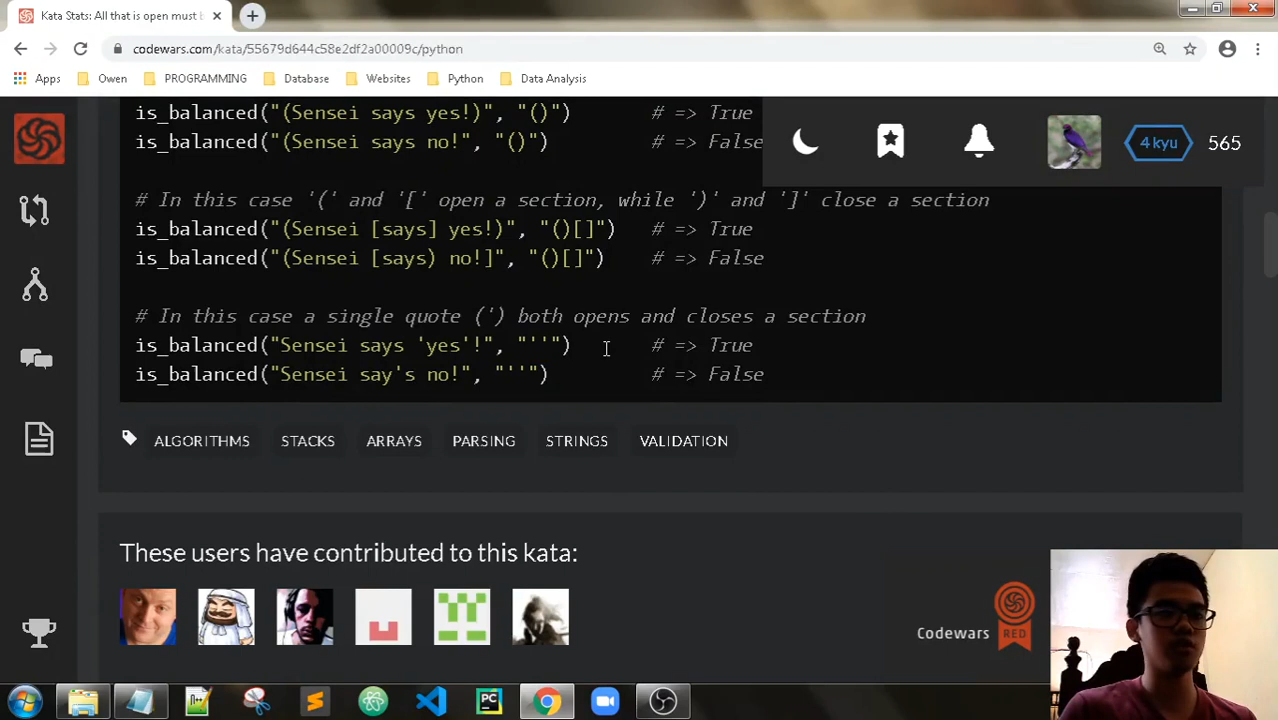 Kata Stats: All that is open must b
codewars.com/kata/55679d644c58e2df2a00009c/python
Apps Owen PROGRAMMING Database Websites Python Data Analysis
is_balanced("(Sensei says yes!)", "()") # => True
is_balanced("(Sensei says no!", "()") # => False
4 kyu 565
# In this case '(' and '[' open a section, while ')' and ']' close a section
is_balanced("(Sensei [says] yes!)", "()[]") # => True
is_balanced("(Sensei [says) no!]", "()[]") # => False
# In this case a single quote (') both opens and closes a section
is_balanced("Sensei says 'yes'!", "''") # => True
is_balanced("Sensei say's no!", "''") # => False
ALGORITHMS STACKS ARRAYS PARSING STRINGS VALIDATION
These users have contributed to this kata:
Codewars RED
PC